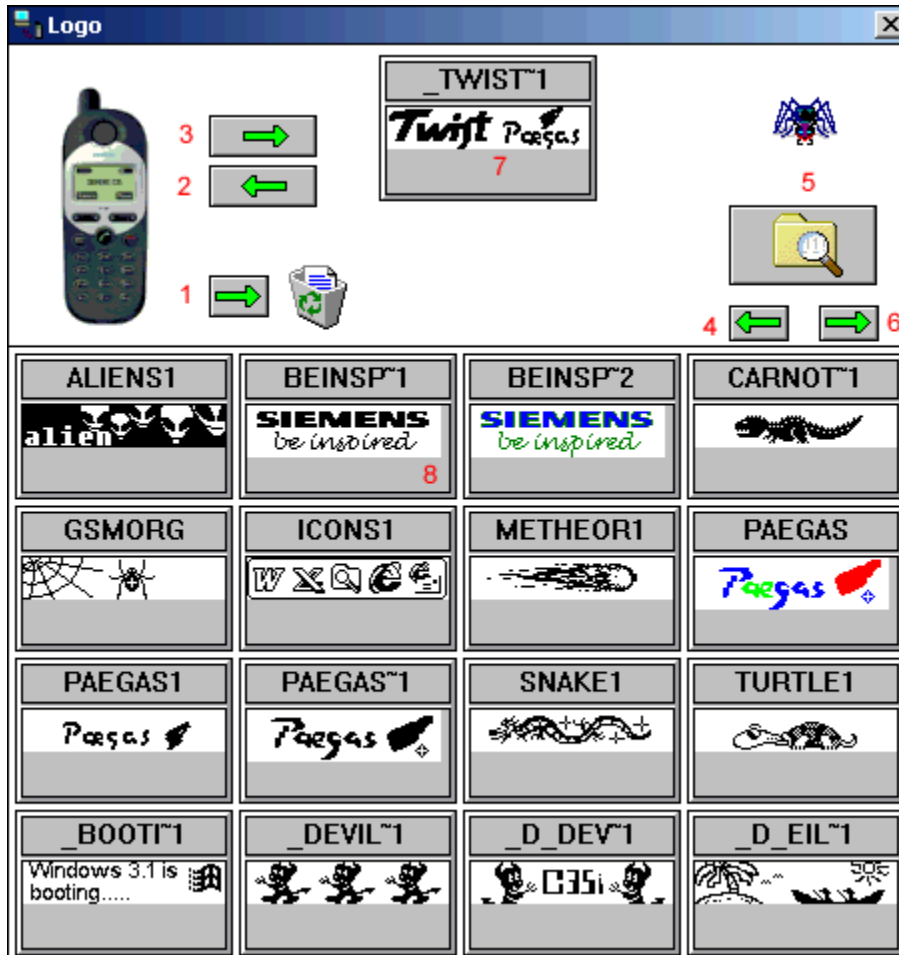 Logo
_TWIST~1
Twist Paegas
3
2
7
5
1
4
6
ALIENS1
BEINSP~1
BEINSP~2
CARNOT~1
alien
SIEMENS
be inspired
8
SIEMENS
be inspired
GSMORG
ICONS1
METHEOR1
PAEGAS
W X
Paegas
PAEGAS1
PAEGAS~1
SNAKE1
TURTLE1
Paegas
Paegas
_BOOTI~1
_DEVIL~1
_D_DEV~1
_D_EIL~1
Windows 3.1 is
booting.....
C35i